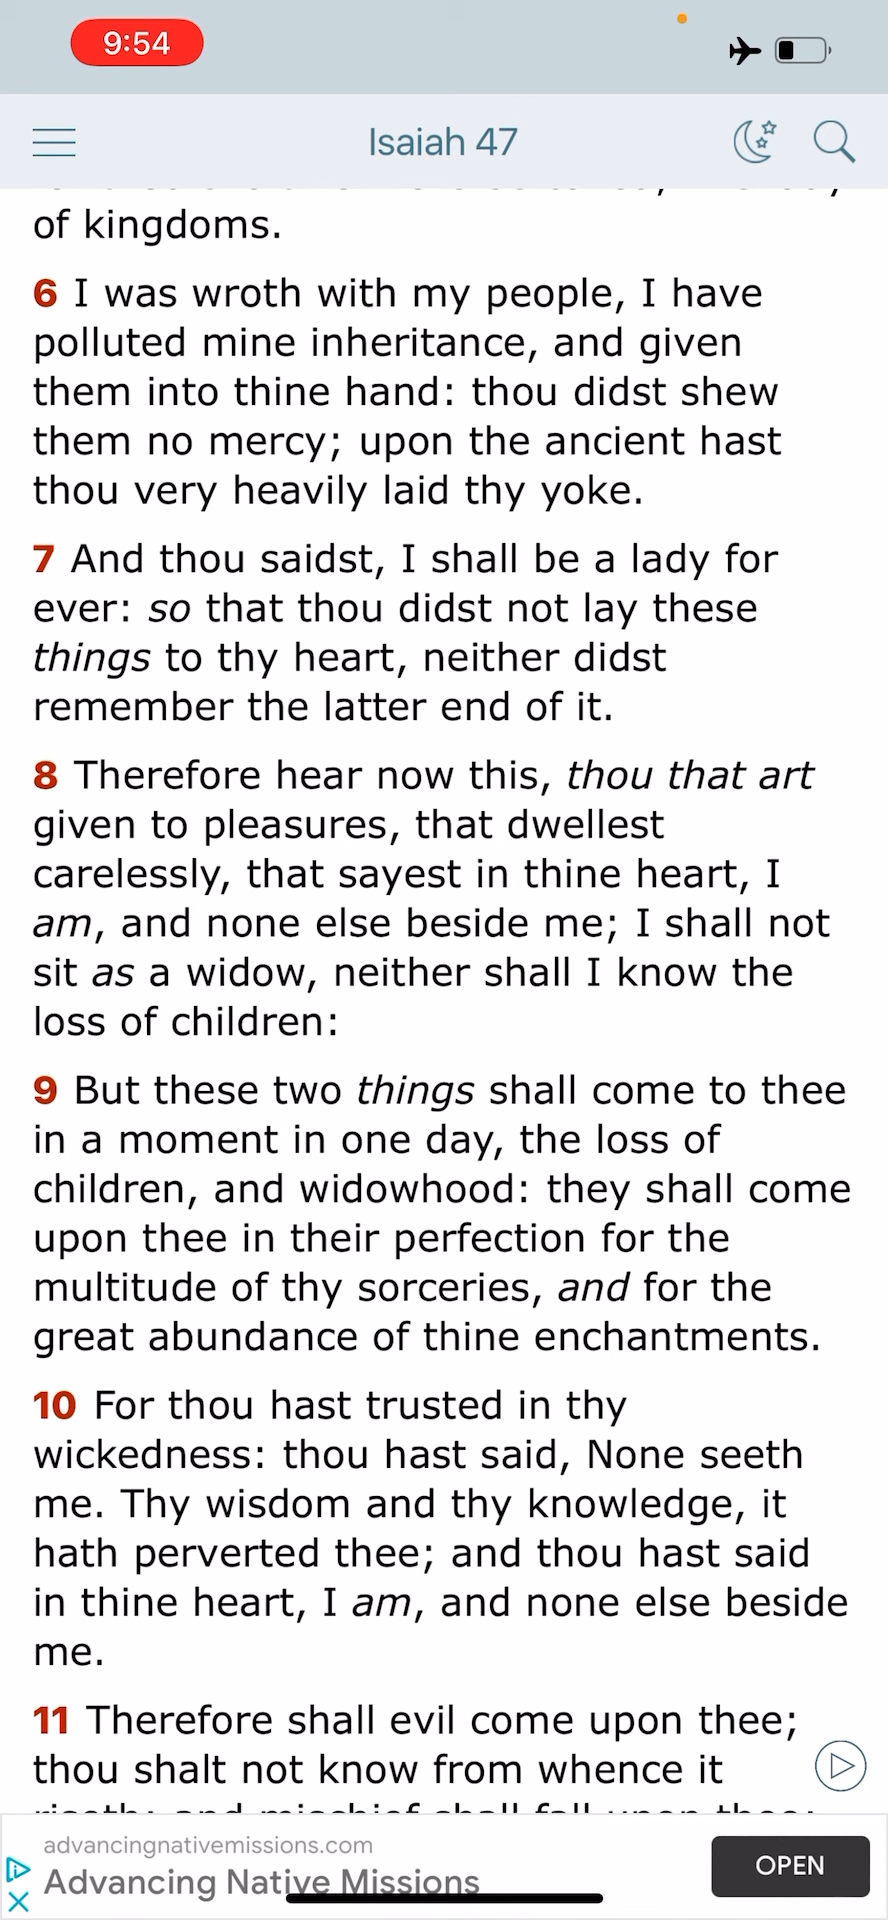 9:54
Isaiah 47
of kingdoms.
6 I was wroth with my people, I have
polluted mine inheritance, and given
them into thine hand: thou didst shew
them no mercy; upon the ancient hast
thou very heavily laid thy yoke.
7 And thou saidst, I shall be a lady for
ever: so that thou didst not lay these
things to thy heart, neither didst
remember the latter end of it.
8 Therefore hear now this, thou that art
given to pleasures, that dwellest
carelessly, that sayest in thine heart, I
am, and none else beside me; I shall not
sit as a widow, neither shall I know the
loss of children:
9 But these two things shall come to thee
in a moment in one day, the loss of
children, and widowhood: they shall come
upon thee in their perfection for the
multitude of thy sorceries, and for the
great abundance of thine enchantments.
10 For thou hast trusted in thy
wickedness: thou hast said, None seeth
me. Thy wisdom and thy knowledge, it
hath perverted thee; and thou hast said
in thine heart, I am, and none else beside
me.
11 Therefore shall evil come upon thee;
thou shalt not know from whence it
riseth: and mischief shall fall upon thee;
advancingnativemissions.com
Advancing Native Missions
OPEN